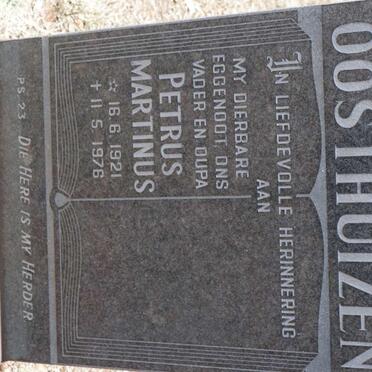 OOSTHUIZEN
IN LIEFDEVOLLE HERINNERING
AAN
MY DIERBARE
EGGENOOT, ONS
VADER EN OUPA
PETRUS
MARTINUS
☆ 16.6.1921
✝ 11.5.1976
PS. 23 DIE HERE IS MY HERDER